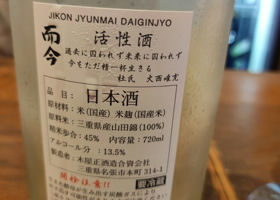 JIKON JYUNMAI DAIGINJYO
而今 活性酒
過去に囚われず未来に囚われず
今をただ精一杯生きる
杜氏 大西唯克
品目:日本酒
原材料:米(国産) 米麹(国産米)
原料米:三重県産山田錦(100%)
精米歩合:45% 内容量:720ml
アルコール分:13.5%
製造者:木屋正酒造合資会社
三重県名張市本町 314-1
開栓注意!! 要冷蔵